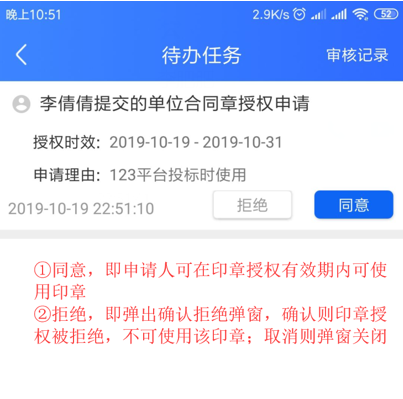 晚上10:51 2.9K/s 52
待办任务 审核记录
李倩倩提交的单位合同章授权申请
授权时效: 2019-10-19 - 2019-10-31
申请理由: 123平台投标时使用
2019-10-19 22:51:10 拒绝 同意
①同意，即申请人可在印章授权有效期内可使
用印章
②拒绝，即弹出确认拒绝弹窗，确认则印章授
权被拒绝，不可使用该印章；取消则弹窗关闭